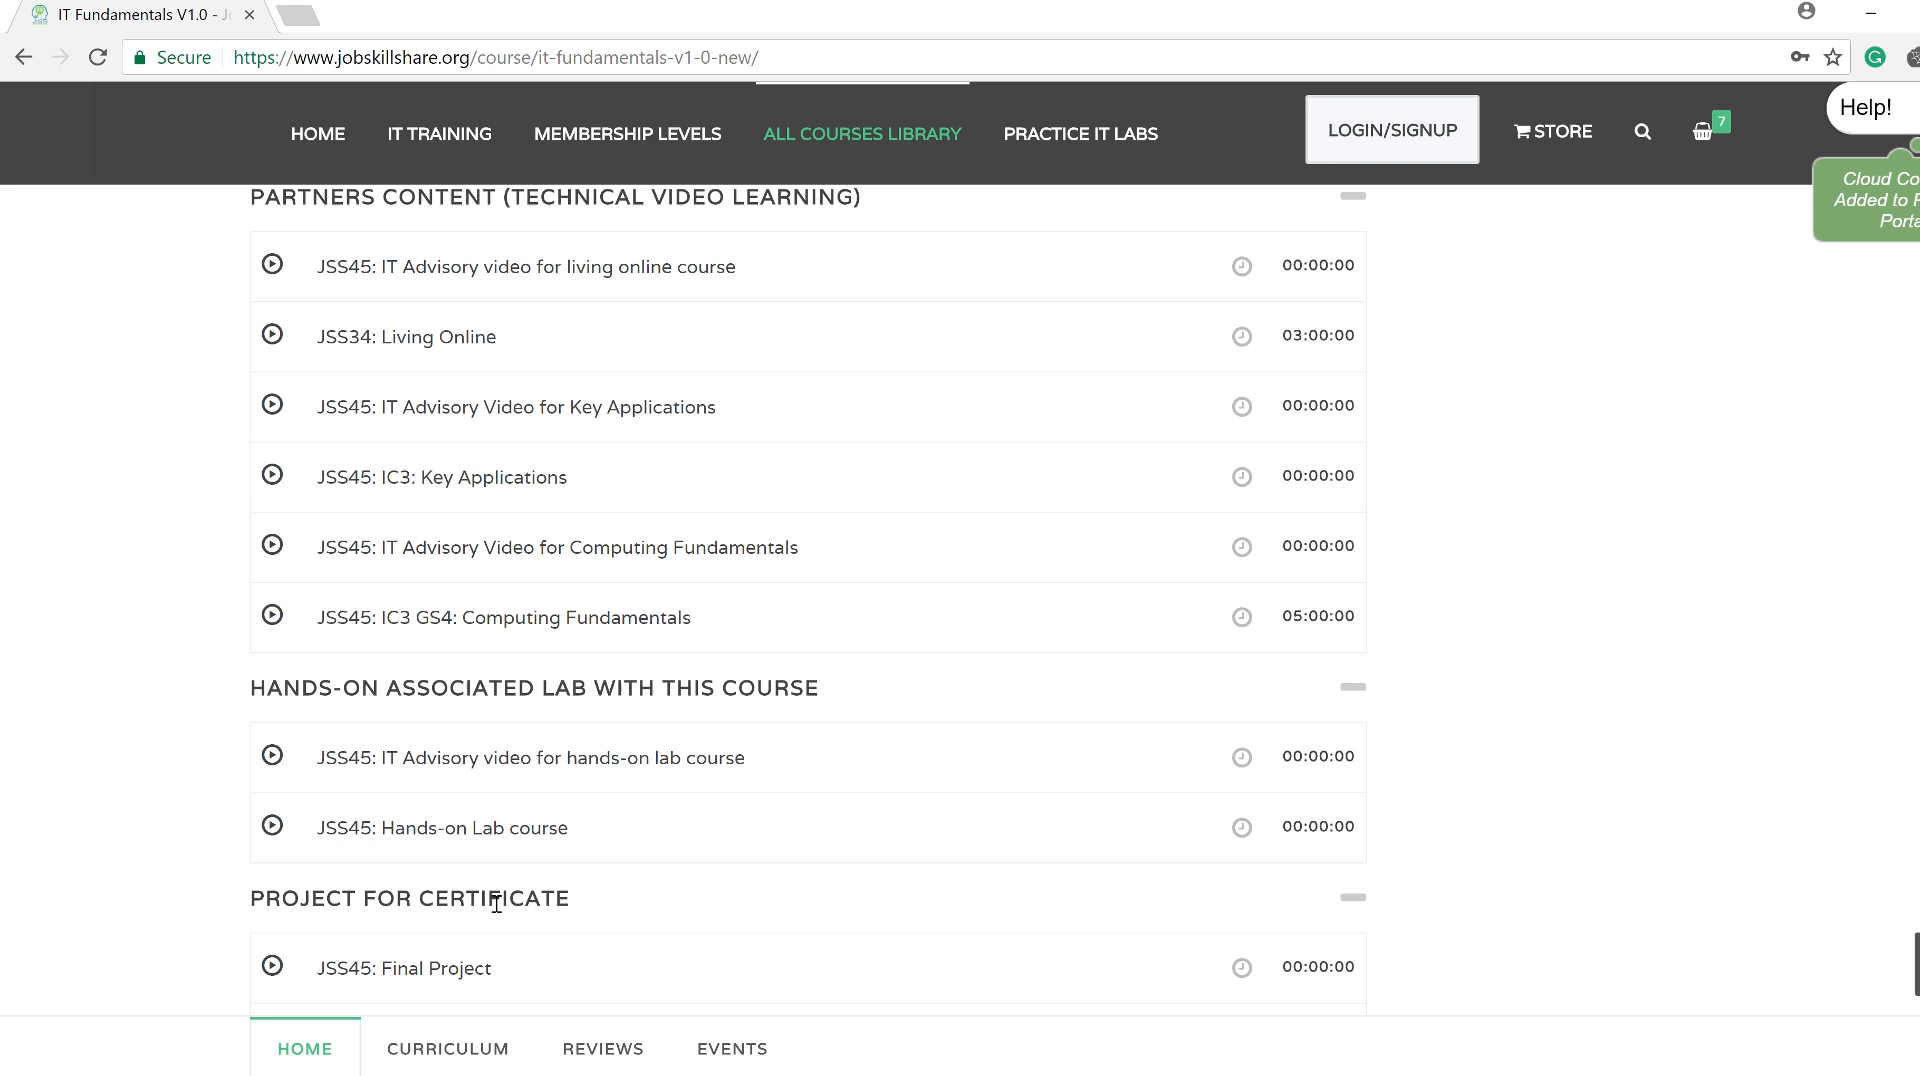 IT Fundamentals V1.0 -
Secure https://www.jobskillshare.org/course/it-fundamentals-v1-0-new/
HOME IT TRAINING MEMBERSHIP LEVELS ALL COURSES LIBRARY PRACTICE IT LABS LOGIN/SIGNUP STORE 7
Help!
Cloud Co
Added to
Porta
PARTNERS CONTENT (TECHNICAL VIDEO LEARNING)
JSS45: IT Advisory video for living online course 00:00:00
JSS34: Living Online 03:00:00
JSS45: IT Advisory Video for Key Applications 00:00:00
JSS45: IC3: Key Applications 00:00:00
JSS45: IT Advisory Video for Computing Fundamentals 00:00:00
JSS45: IC3 GS4: Computing Fundamentals 05:00:00
HANDS-ON ASSOCIATED LAB WITH THIS COURSE
JSS45: IT Advisory video for hands-on lab course 00:00:00
JSS45: Hands-on Lab course 00:00:00
PROJECT FOR CERTIFICATE
JSS45: Final Project 00:00:00
HOME CURRICULUM REVIEWS EVENTS